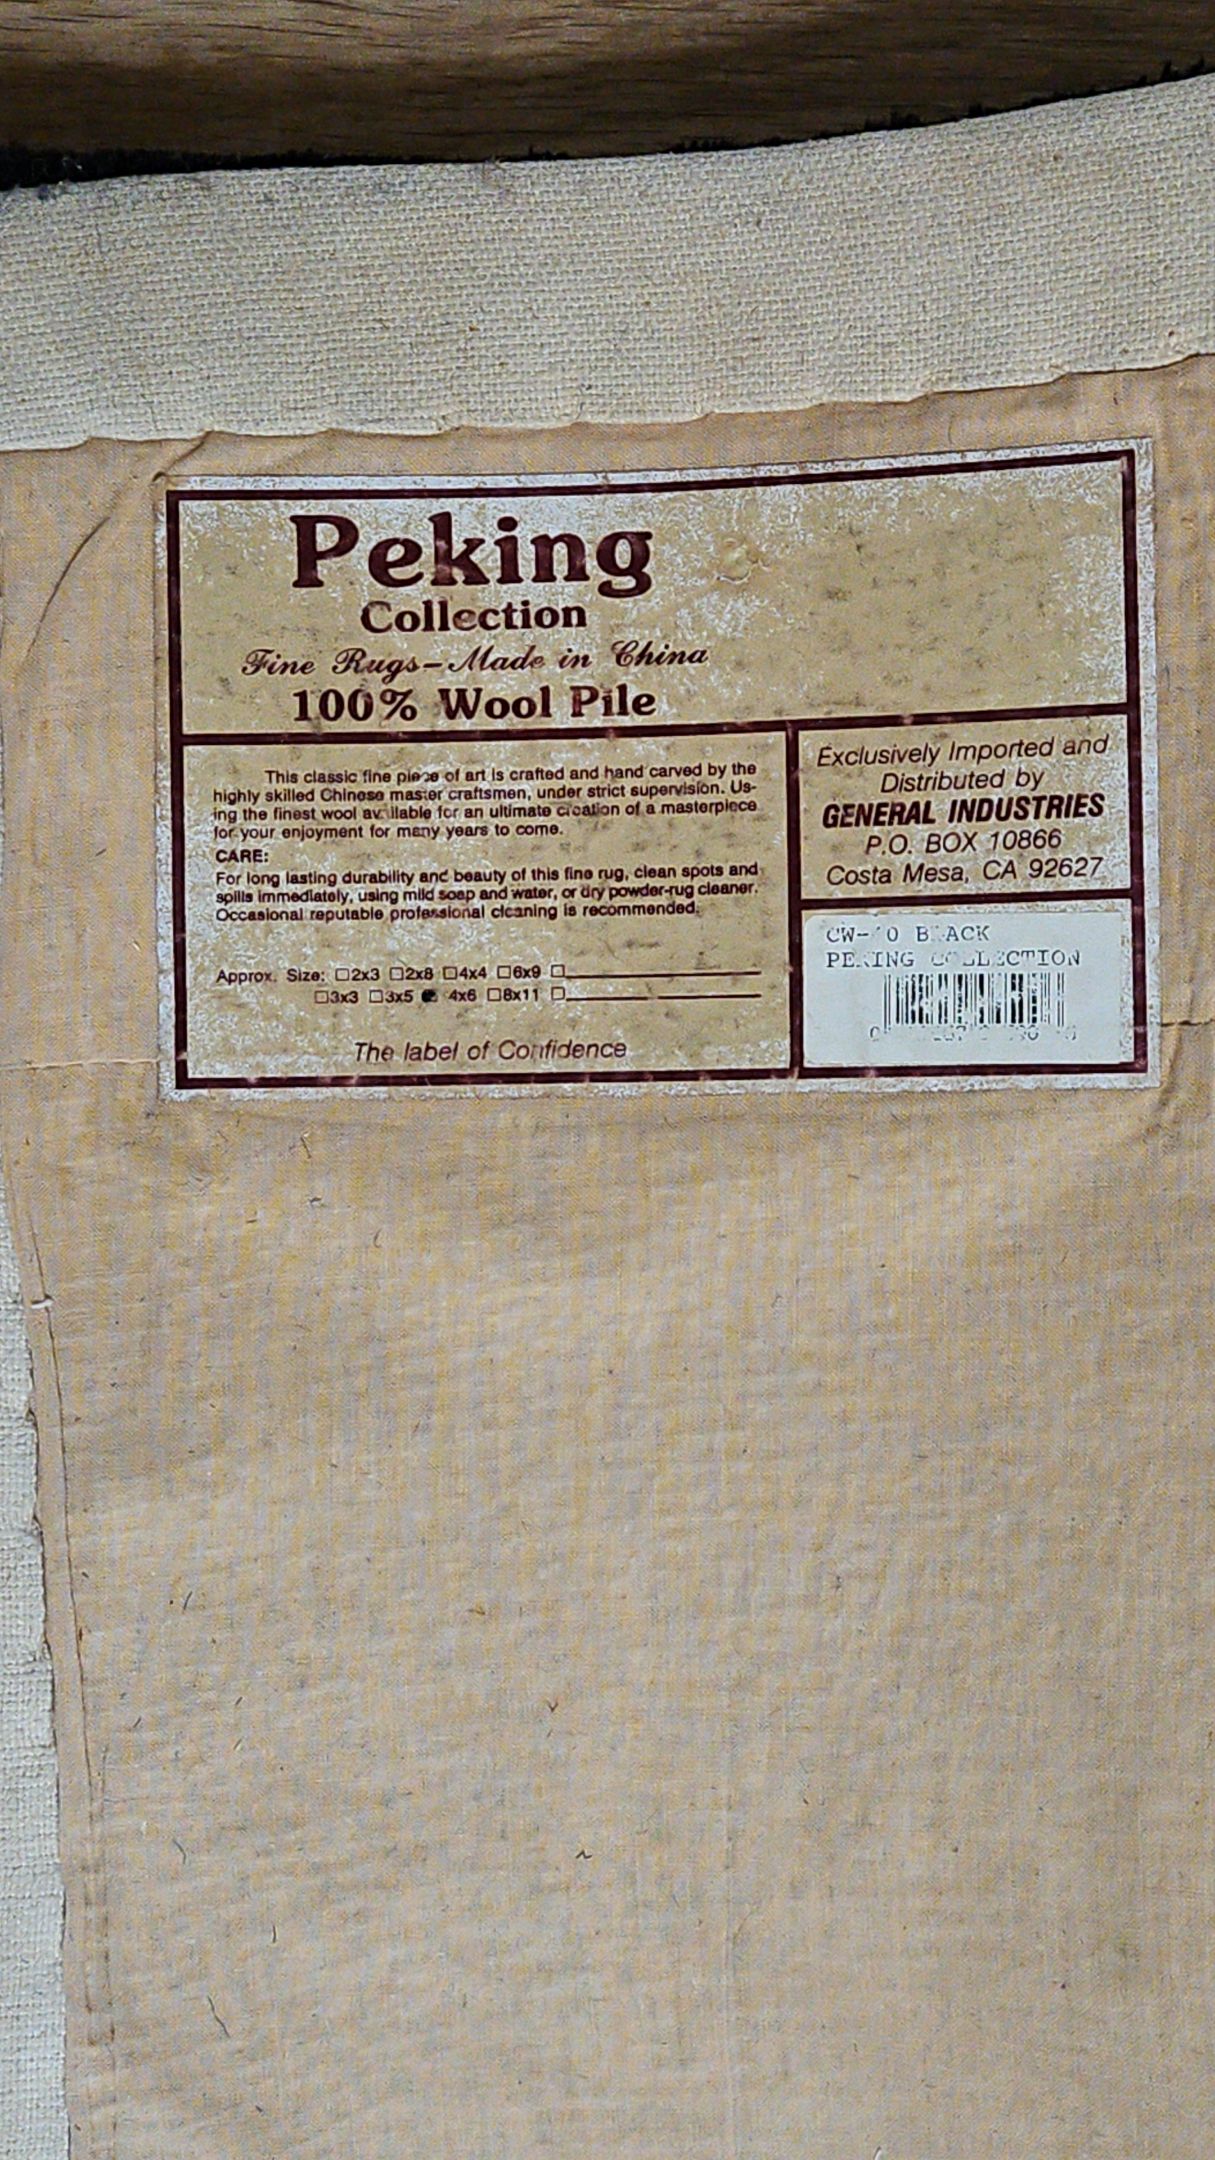 Peking
Collection
Fine Rugs–Made in China
100% Wool Pile
This classic fine piece of art is crafted and hand carved by the
highly skilled Chinese master craftsmen, under strict supervision. Us-
ing the finest wool available for an ultimate creation of a masterpiece
for your enjoyment for many years to come.
CARE:
For long lasting durability and beauty of this fine rug, clean spots and
spills immediately, using mild soap and water, or dry powder-rug cleaner.
Occasional reputable professional cleaning is recommended.
Approx. Size: □2x3 □2x8 □4x4 □6x9 □
□3x3 □3x5 ■ 4x6 □8x11 □
The label of Confidence
Exclusively Imported and
Distributed by
GENERAL INDUSTRIES
P.O. BOX 10866
Costa Mesa, CA 92627
BLACK
PEKING COLLECTION